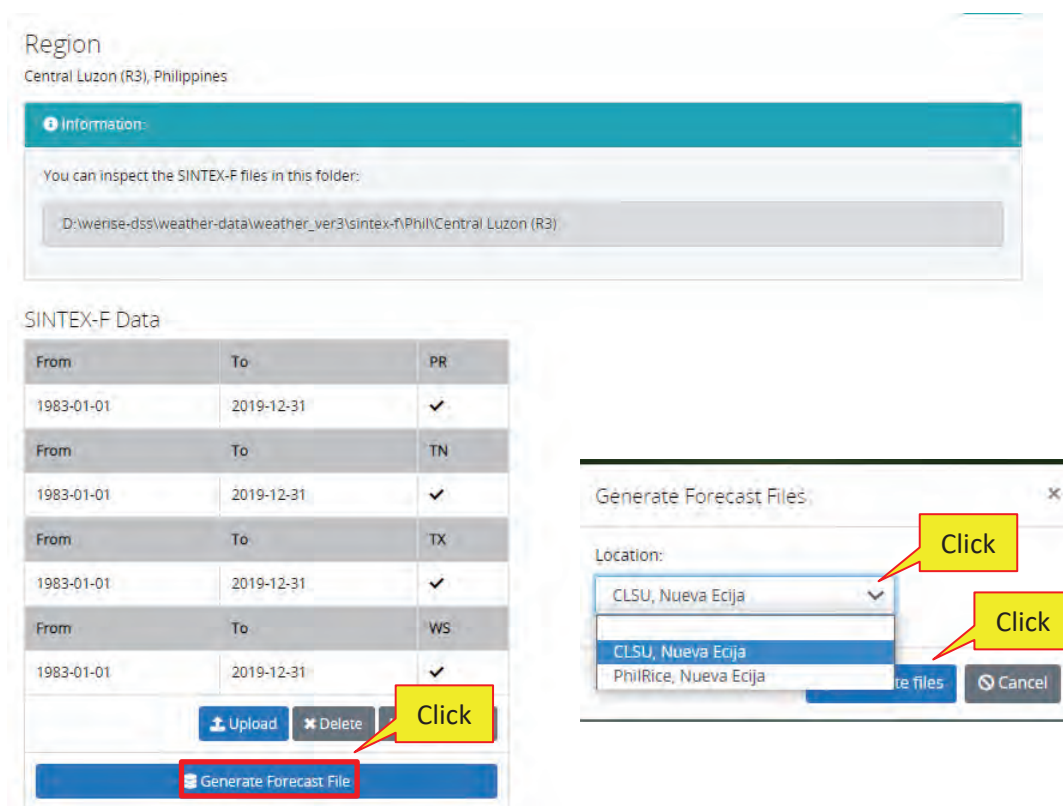 Region
Central Luzon (R3), Philippines
Information:
You can inspect the SINTEX-F files in this folder:
D:\werise-dss\weather-data\weather_ver3\sintex-f\Phil\Central Luzon (R3)
SINTEX-F Data
From To PR
1983-01-01 2019-12-31
From To TN
1983-01-01 2019-12-31
From To TX
1983-01-01 2019-12-31
From To WS
1983-01-01 2019-12-31
Upload Delete
Click
Generate Forecast File
Generate Forecast Files
Click
Location:
CLSU, Nueva Ecija
Click
CLSU, Nueva Ecija
PhilRice, Nueva Ecija
te files Cancel